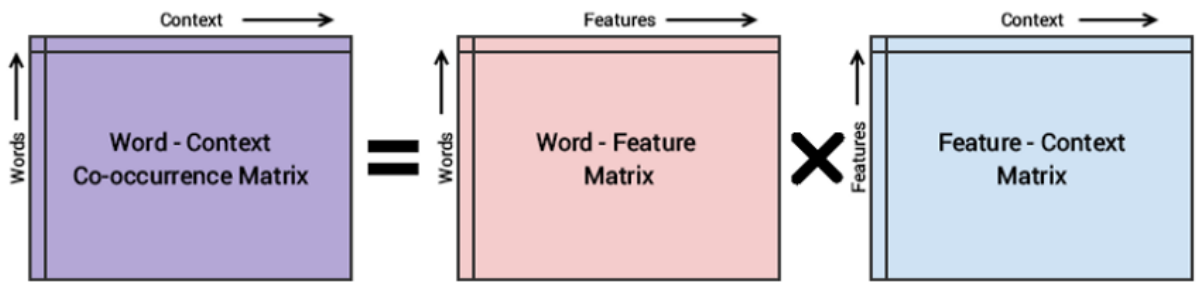 Context
Words
Word - Context
Co-occurrence Matrix
Features
Words
Word - Feature
Matrix
Context
Features
Feature - Context
Matrix